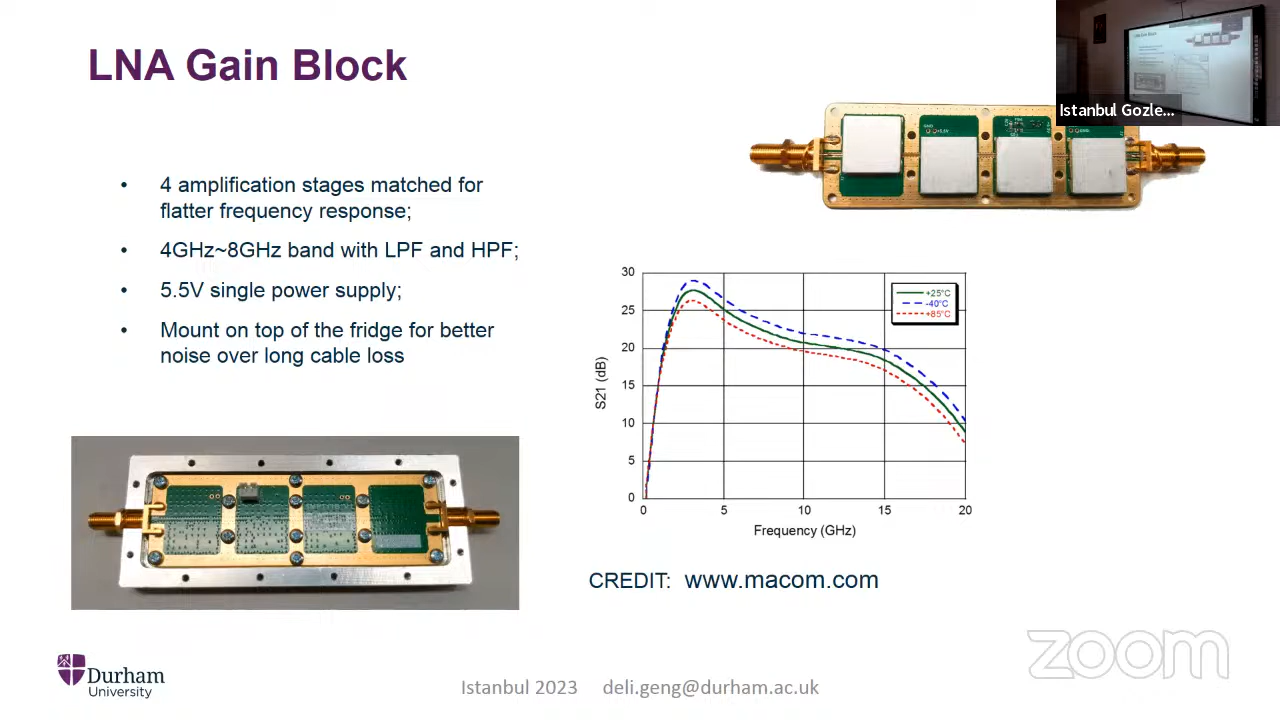 LNA Gain Block
Istanbul Gozle...
• 4 amplification stages matched for
flatter frequency response;
• 4GHz~8GHz band with LPF and HPF;
• 5.5V single power supply;
• Mount on top of the fridge for better
noise over long cable loss
30
25
20
15
10
5
0
S21 (dB)
+25°C
-40°C
+85°C
0 5 10 15 20
Frequency (GHz)
CREDIT: www.macom.com
zoom
Durham
University
Istanbul 2023 deli.geng@durham.ac.uk